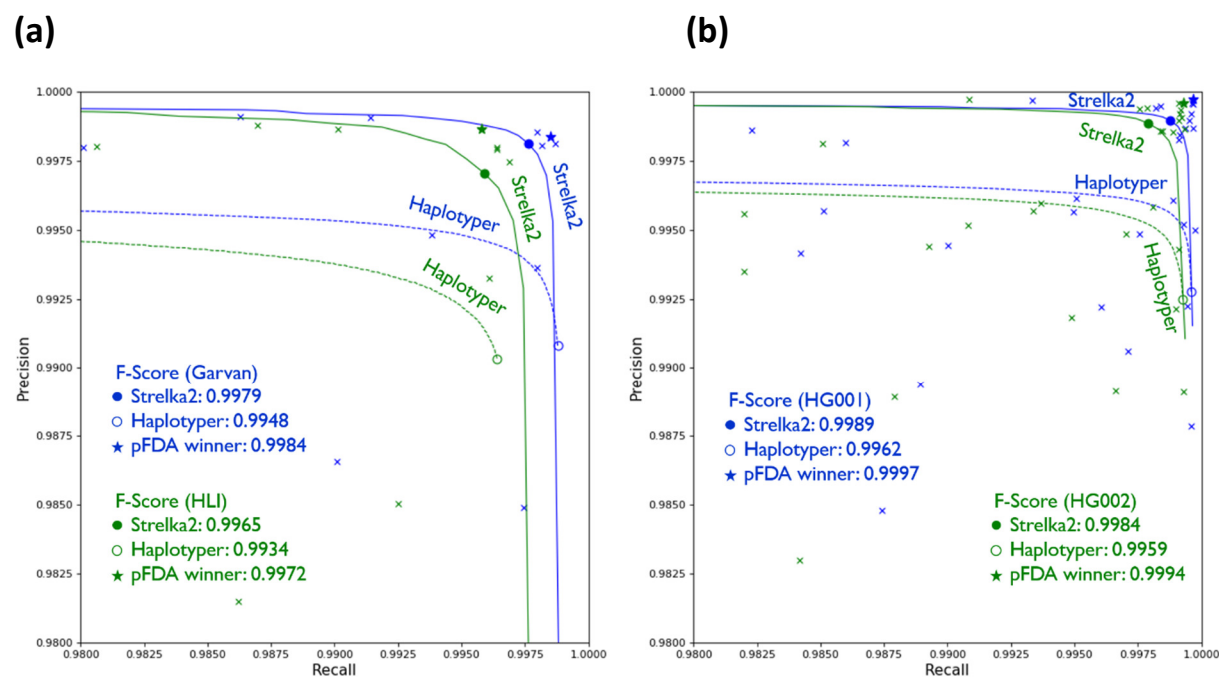 (a)
(b)
1.0000
0.9975
0.9950
0.9925
0.9900
0.9875
0.9850
0.9825
0.9800
Precision
Strelka2
Strelka2
Haplotyper
Haplotyper
F-Score (Garvan)
Strelka2: 0.9979
Haplotyper: 0.9948
pFDA winner: 0.9984
F-Score (HLI)
Strelka2: 0.9965
Haplotyper: 0.9934
pFDA winner: 0.9972
0.9800 0.9825 0.9850 0.9875 0.9900 0.9925 0.9950 0.9975 1.0000
Recall
1.0000
0.9975
0.9950
0.9925
0.9900
0.9875
0.9850
0.9825
0.9800
Precision
Strelka2
Strelka2
Haplotyper
Haplotyper
F-Score (HG001)
Strelka2: 0.9989
Haplotyper: 0.9962
pFDA winner: 0.9997
F-Score (HG002)
Strelka2: 0.9984
Haplotyper: 0.9959
pFDA winner: 0.9994
0.9800 0.9825 0.9850 0.9875 0.9900 0.9925 0.9950 0.9975 1.0000
Recall